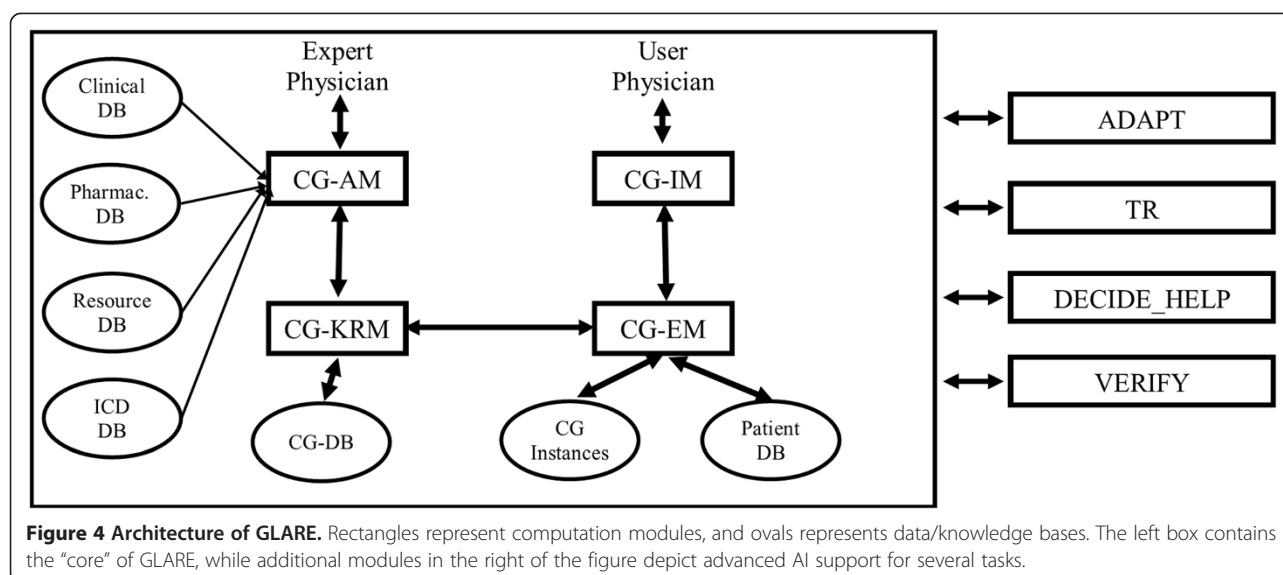 Expert
Physician
User
Physician
Clinical
DB
Pharmac.
DB
Resource
DB
ICD
DB
CG-AM
CG-IM
CG-KRM
CG-EM
CG-DB
CG
Instances
Patient
DB
ADAPT
TR
DECIDE_HELP
VERIFY
Figure 4 Architecture of GLARE. Rectangles represent computation modules, and ovals represents data/knowledge bases. The left box contains
the “core” of GLARE, while additional modules in the right of the figure depict advanced AI support for several tasks.